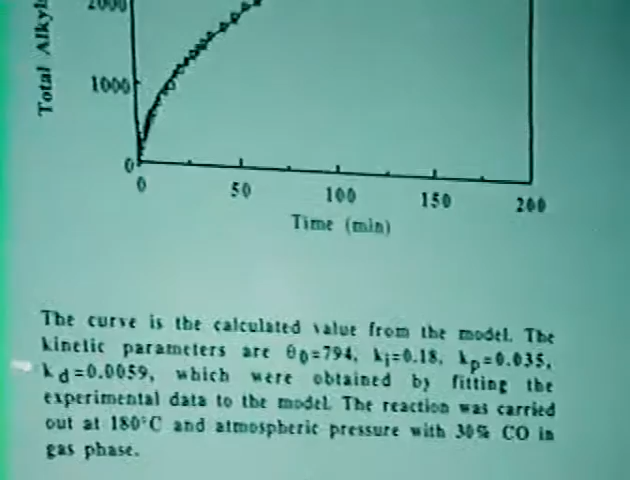 2000
Total Alkyl
1000
0
0 50 100 150 200
Time (min)
The curve is the calculated value from the model. The
kinetic parameters are θ0=794, ki=0.18, kp=0.035,
kd=0.0059, which were obtained by fitting the
experimental data to the model. The reaction was carried
out at 180°C and atmospheric pressure with 30% CO in
gas phase.